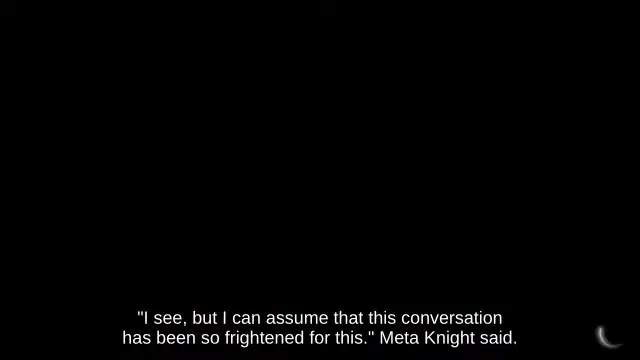 "I see, but I can assume that this conversation
has been so frightened for this." Meta Knight said.